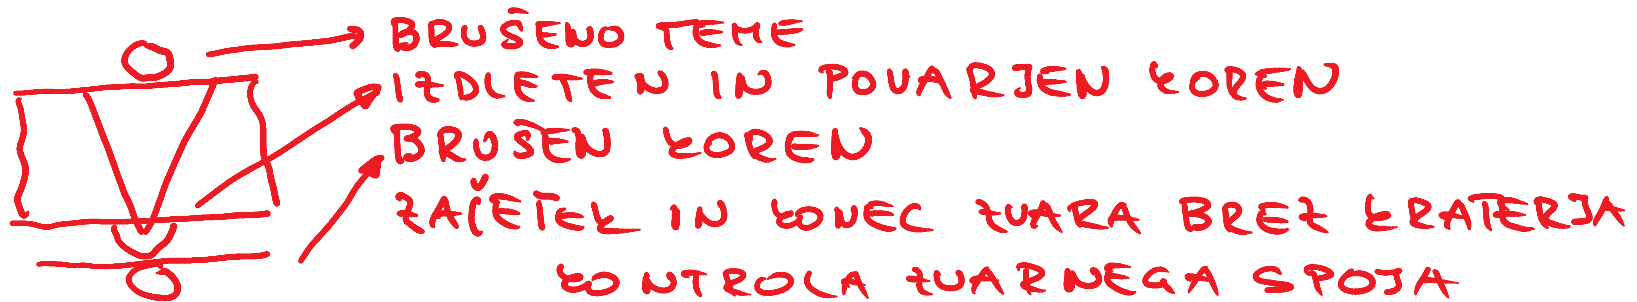 BRUŠENO TEME
IZDLETEN IN POVARJEN KOREN
BRUŠEN KOREN
ZAČETEK IN KONEC ZVARA BREZ KRATERJA
KONTROLA ZVARNEGA SPOJA